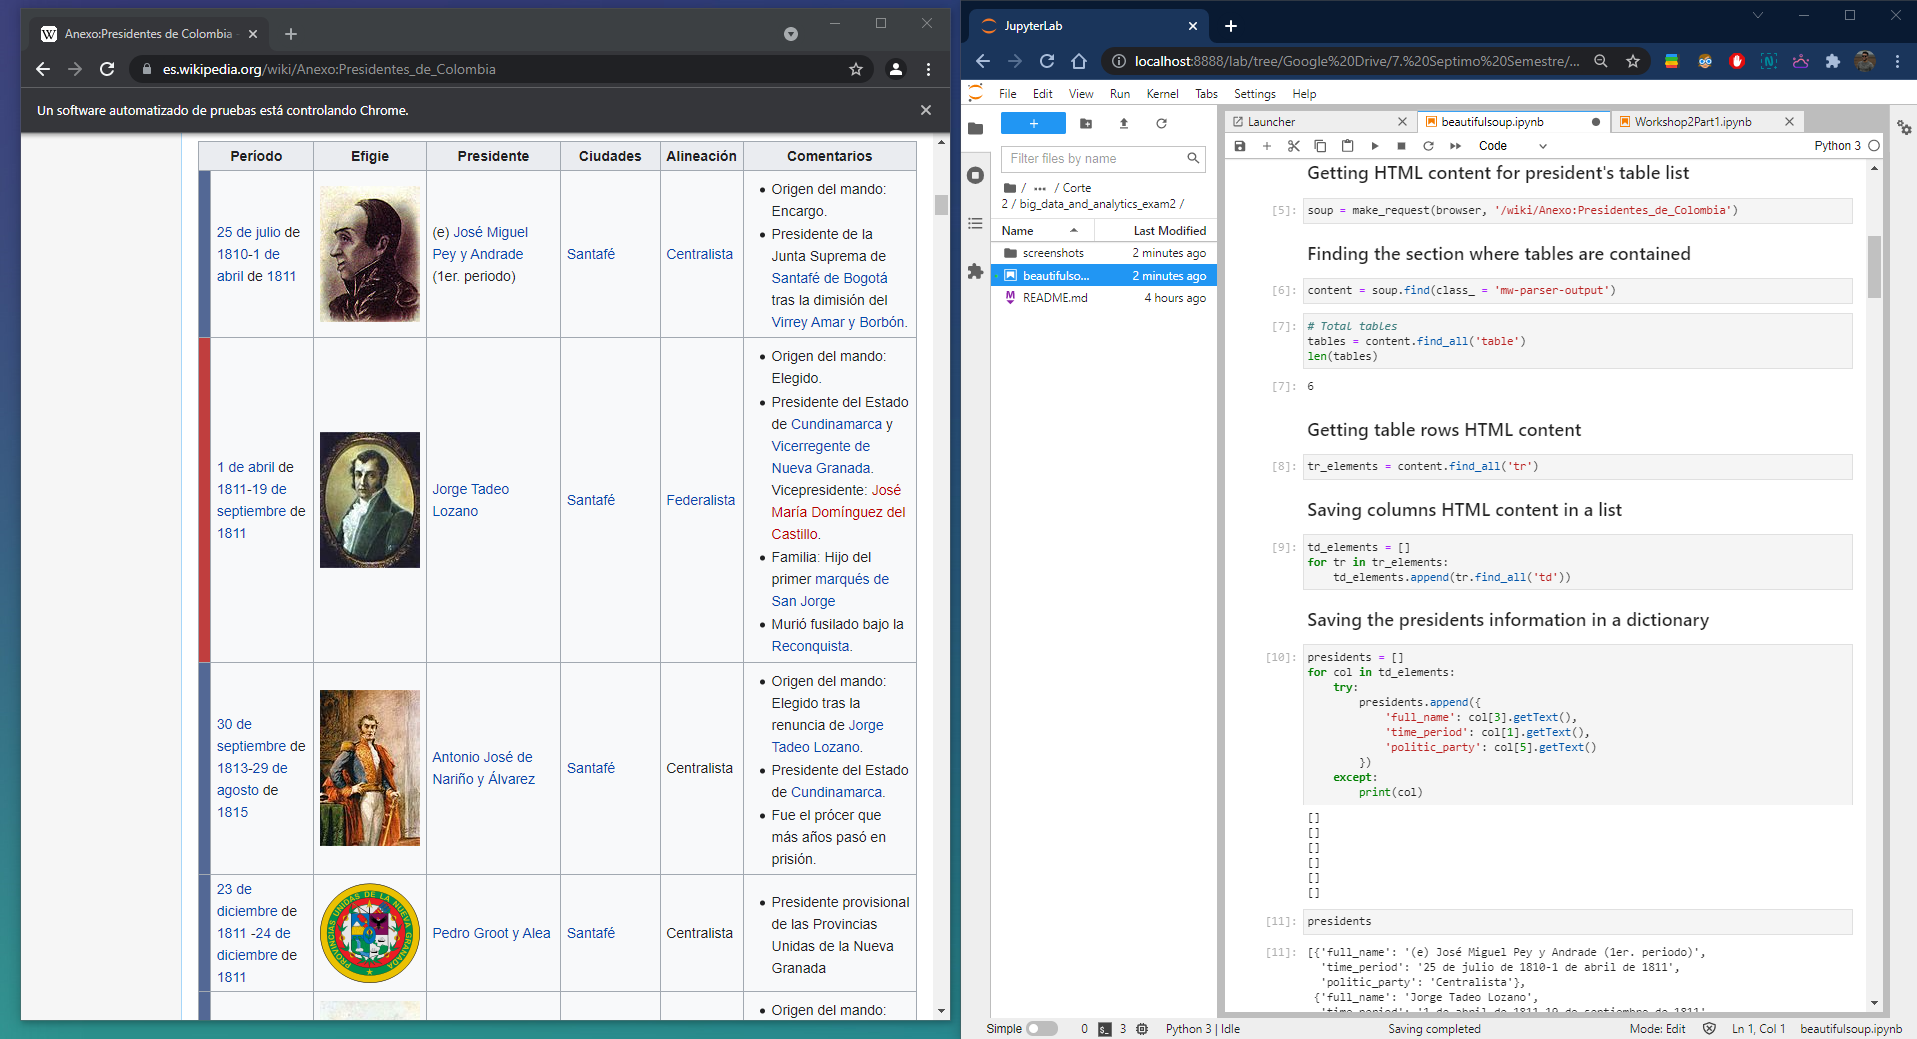 Anexo:Presidentes de Colombia
es.wikipedia.org/wiki/Anexo:Presidentes_de_Colombia
Un software automatizado de pruebas está controlando Chrome.
Período Efigie Presidente Ciudades Alineación Comentarios
25 de julio de
1810-1 de
abril de 1811
(e) José Miguel
Pey y Andrade
(1er. periodo)
Santafé
Centralista
Origen del mando:
Encargo.
Presidente de la
Junta Suprema de
Santafé de Bogotá
tras la dimisión del
Virrey Amar y Borbón.
1 de abril de
1811-19 de
septiembre de
1811
Jorge Tadeo
Lozano
Santafé
Federalista
Origen del mando:
Elegido.
Presidente del Estado
de Cundinamarca y
Vicerregente de
Nueva Granada.
Vicepresidente: José
María Domínguez del
Castillo.
Familia: Hijo del
primer marqués de
San Jorge
Murió fusilado bajo la
Reconquista.
30 de
septiembre de
1813-29 de
agosto de
1815
Antonio José de
Nariño y Álvarez
Santafé
Centralista
Origen del mando:
Elegido tras la
renuncia de Jorge
Tadeo Lozano.
Presidente del Estado
de Cundinamarca.
Fue el prócer que
más años pasó en
prisión.
23 de
diciembre de
1811 -24 de
diciembre de
1811
PROVINCIAS UNIDAS DE LA NUEVA GRANADA
Pedro Groot y Alea
Santafé
Centralista
Presidente provisional
de las Provincias
Unidas de la Nueva
Granada
Origen del mando:
JupyterLab
localhost:8888/lab/tree/Google%20Drive/7.%20Septimo%20Semestre/...
File Edit View Run Kernel Tabs Settings Help
Filter files by name
/ ··· / Corte
2 / big_data_and_analytics_exam2 /
Name Last Modified
screenshots 2 minutes ago
beautifulso... 2 minutes ago
README.md 4 hours ago
Launcher beautifulsoup.ipynb Workshop2Part1.ipynb
Code Python 3
Getting HTML content for president's table list
[5]: soup = make_request(browser, '/wiki/Anexo:Presidentes_de_Colombia')
Finding the section where tables are contained
[6]: content = soup.find(class_ = 'mw-parser-output')
[7]: # Total tables
tables = content.find_all('table')
len(tables)
[7]: 6
Getting table rows HTML content
[8]: tr_elements = content.find_all('tr')
Saving columns HTML content in a list
[9]: td_elements = []
for tr in tr_elements:
td_elements.append(tr.find_all('td'))
Saving the presidents information in a dictionary
[10]: presidents = []
for col in td_elements:
try:
presidents.append({
'full_name': col[3].getText(),
'time_period': col[1].getText(),
'politic_party': col[5].getText()
})
except:
print(col)
[]
[]
[]
[]
[]
[]
[11]: presidents
[11]: [{'full_name': '(e) José Miguel Pey y Andrade (1er. periodo)',
'time_period': '25 de julio de 1810-1 de abril de 1811',
'politic_party': 'Centralista'},
{'full_name': 'Jorge Tadeo Lozano',
'time_period': '1 de abril de 1811-19 de septiembre de 1811'
Simple 0 3 Python 3 | Idle Saving completed Mode: Edit Ln 1, Col 1 beautifulsoup.ipynb